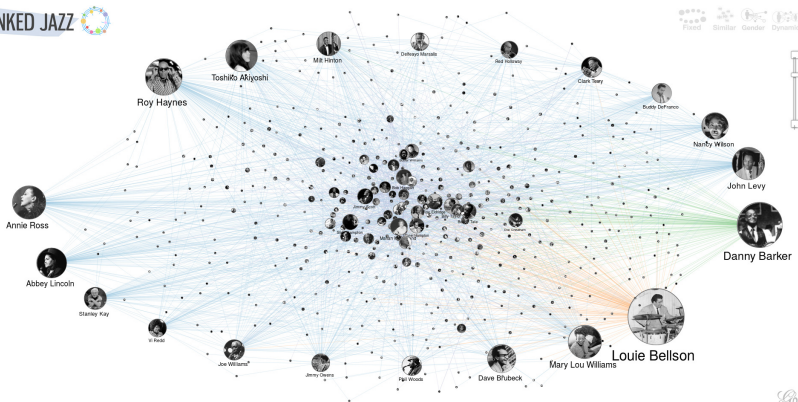 NKED JAZZ
Fixed
Similar
Gender
Dynamic
Roy Haynes
Toshiko Akiyoshi
Milt Hinton
Delfeayo Marsalis
Red Holloway
Clark Terry
Buddy DeFranco
Nancy Wilson
John Levy
Danny Barker
Louie Bellson
Mary Lou Williams
Dave Brubeck
Phil Woods
Jimmy Owens
Joe Williams
Vi Redd
Stanley Kay
Abbey Lincoln
Annie Ross